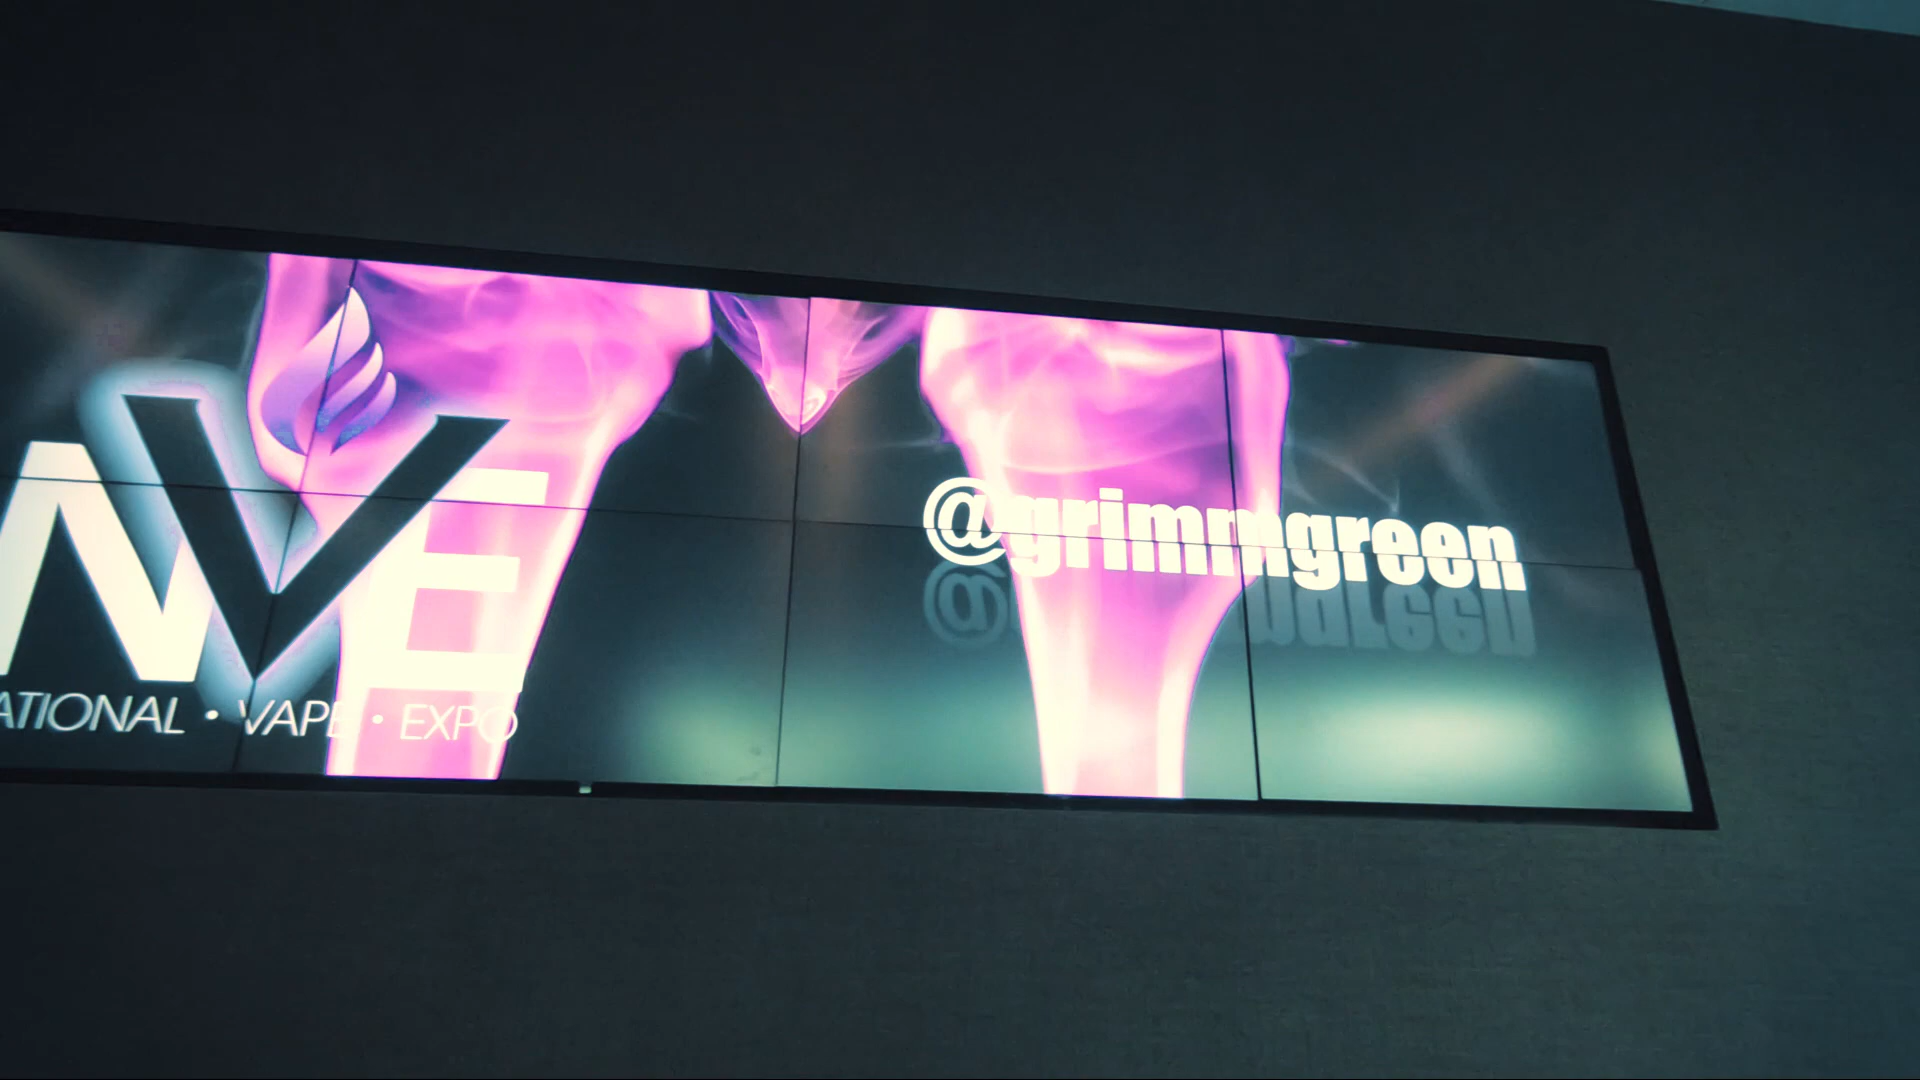 NVE
ATIONAL • VAPE • EXPO
@grimmgreen